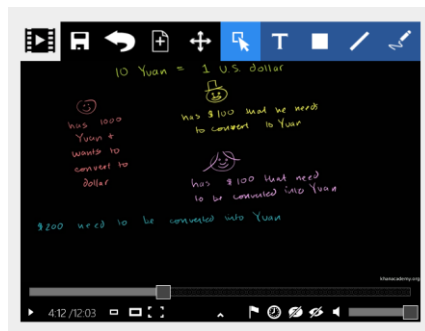 T
10 Yuan = 1 U.S. dollar
has 1000
Yuan +
wants to
convert to
dollar
has $100 that he needs
to convert to Yuan
has $100 that need
to be converted into Yuan
$200 need to be converted into Yuan
khanacademy.org
4:12/12:03